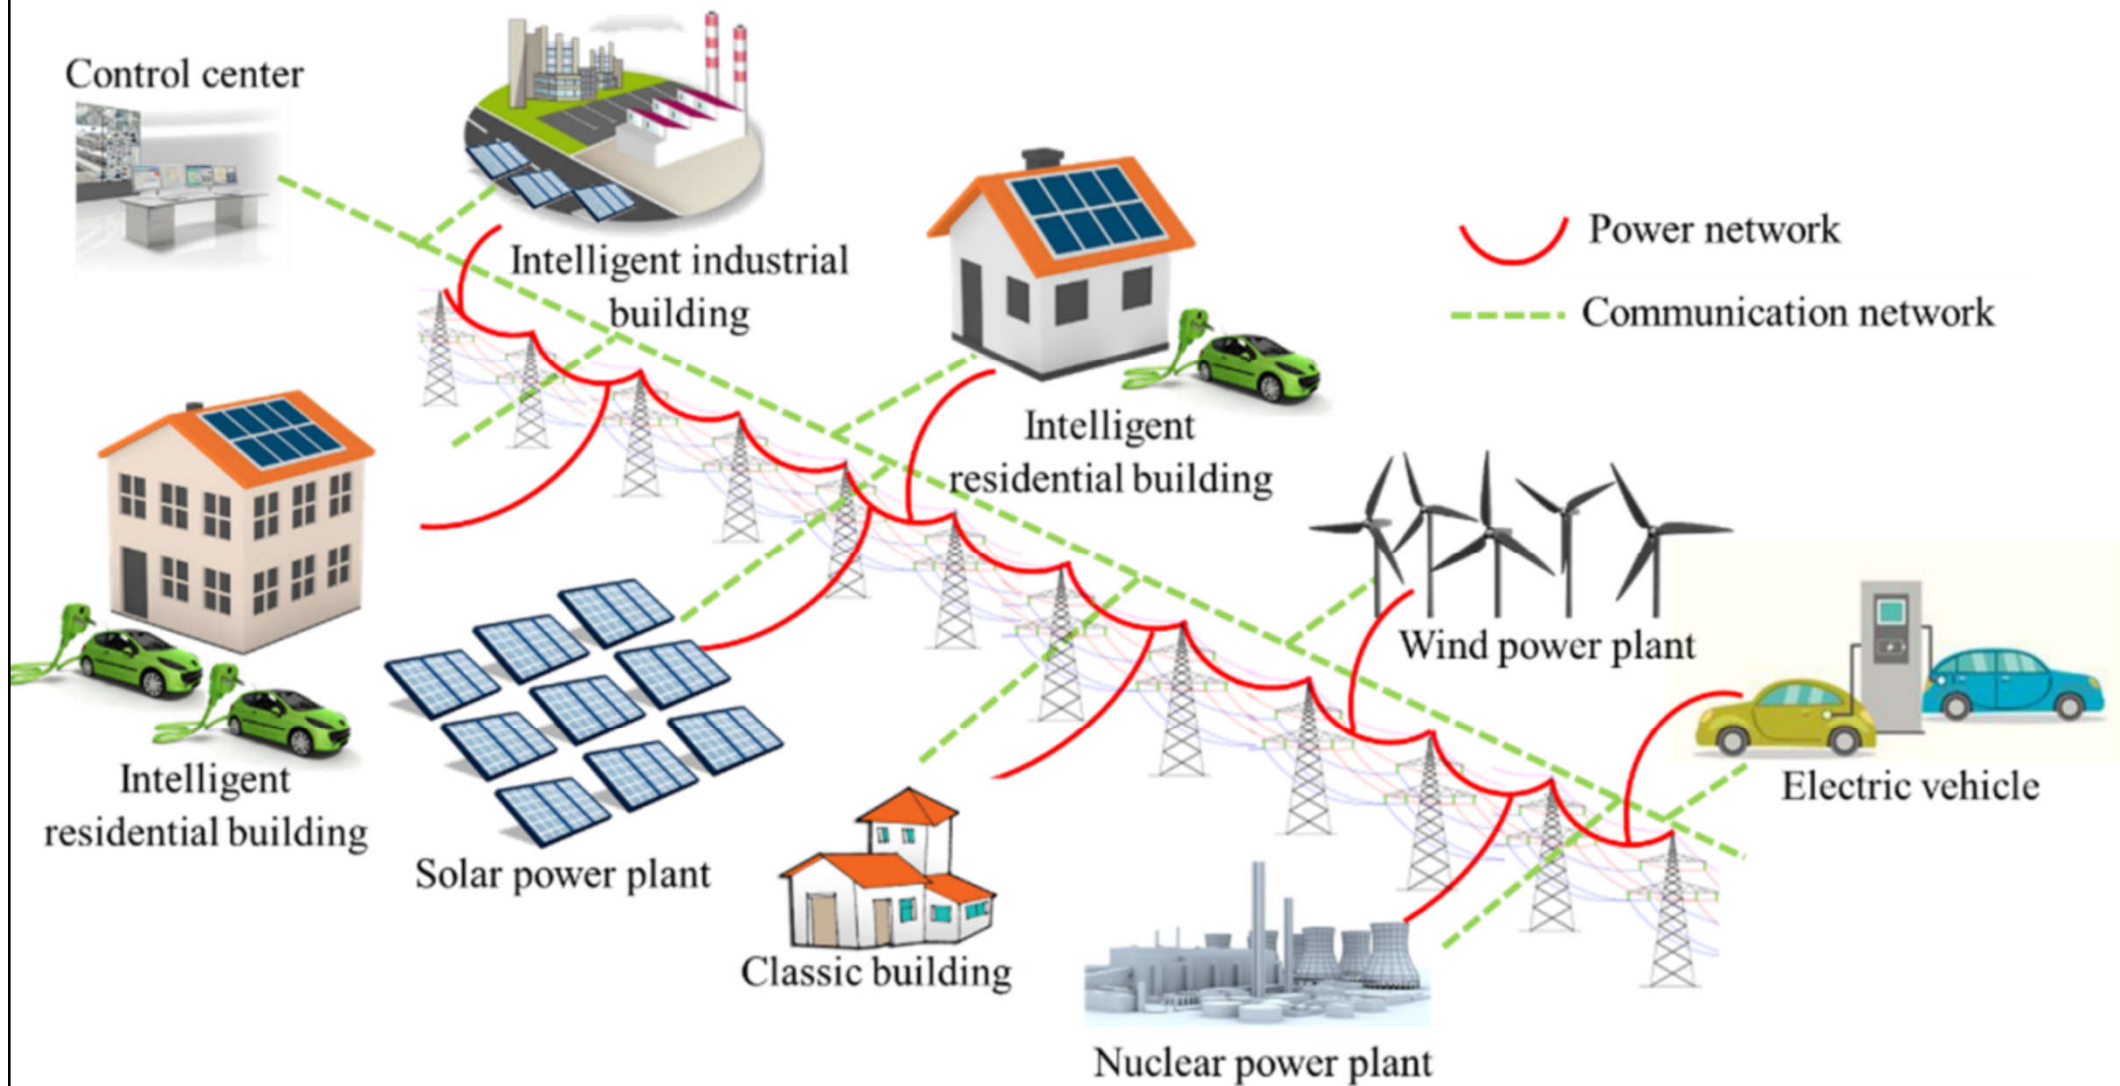 Control center
Intelligent industrial
building
Power network
Communication network
Intelligent
residential building
Wind power plant
Electric vehicle
Intelligent
residential building
Solar power plant
Classic building
Nuclear power plant